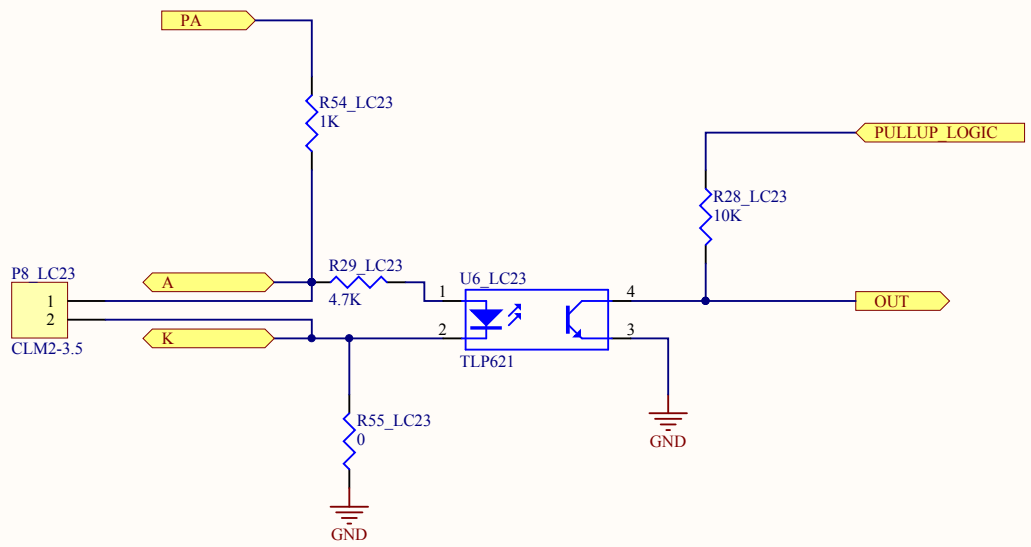 PA
R54_LC23
1K
PULLUP_LOGIC
R28_LC23
10K
P8_LC23
A
R29_LC23
4.7K
U6_LC23
1
2
CLM2-3.5
K
1
2
4
3
TLP621
OUT
R55_LC23
0
GND
GND